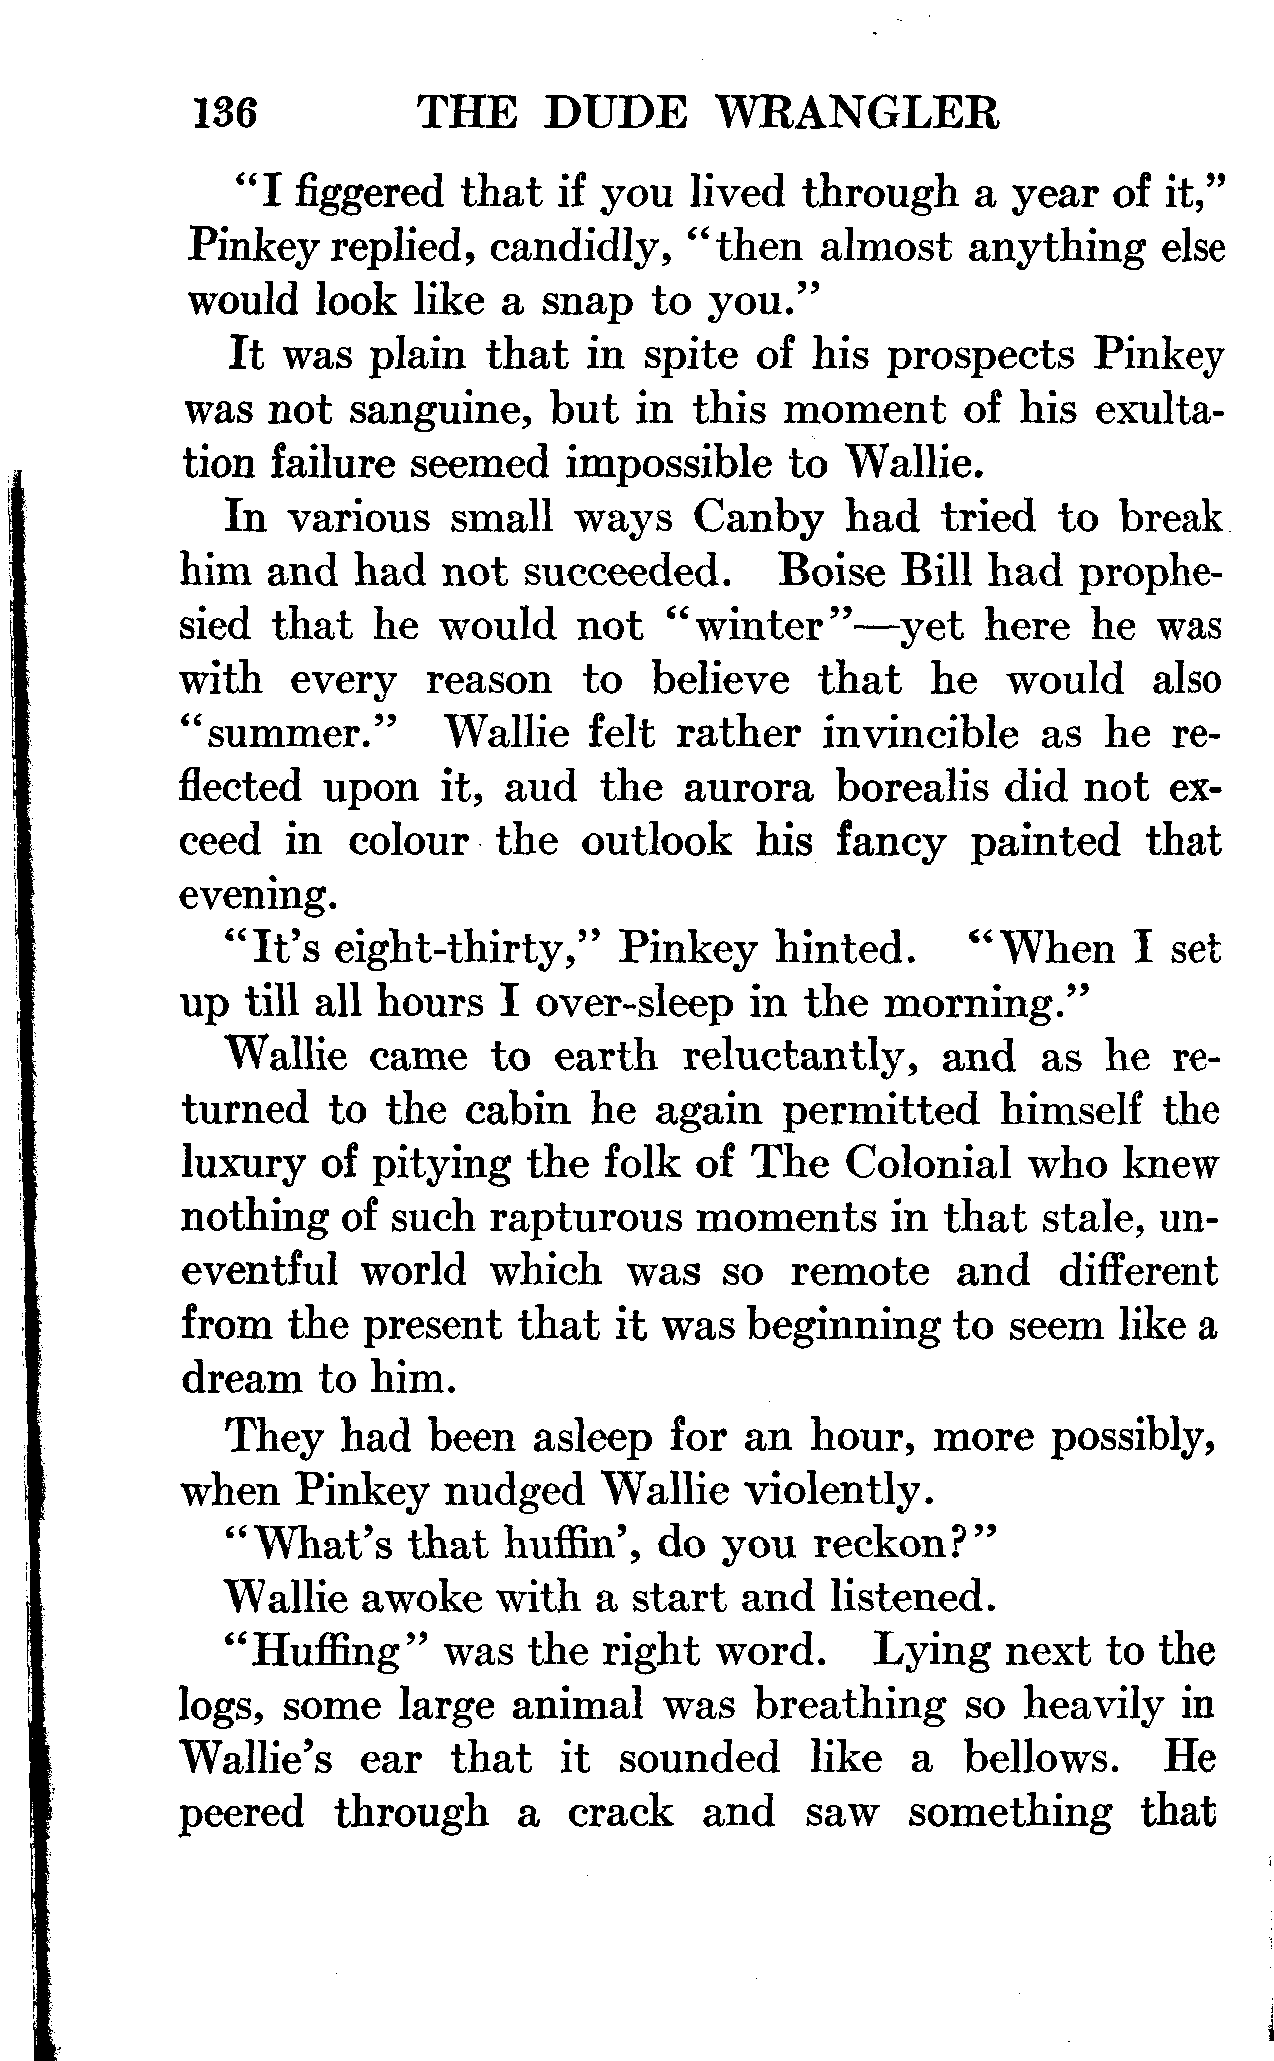 136 THE DUDE WRANGLER
"I figgered that if you lived through a year of it,"
Pinkey replied, candidly, "then almost anything else
would look like a snap to you."
It was plain that in spite of his prospects Pinkey
was not sanguine, but in this moment of his exulta-
tion failure seemed impossible to Wallie.
In various small ways Canby had tried to break
him and had not succeeded. Boise Bill had prophe-
sied that he would not "winter"—yet here he was
with every reason to believe that he would also
"summer." Wallie felt rather invincible as he re-
flected upon it, aud the aurora borealis did not ex-
ceed in colour the outlook his fancy painted that
evening.
"It's eight-thirty," Pinkey hinted. "When I set
up till all hours I over-sleep in the morning."
Wallie came to earth reluctantly, and as he re-
turned to the cabin he again permitted himself the
luxury of pitying the folk of The Colonial who knew
nothing of such rapturous moments in that stale, un-
eventful world which was so remote and different
from the present that it was beginning to seem like a
dream to him.
They had been asleep for an hour, more possibly,
when Pinkey nudged Wallie violently.
"What's that huffin', do you reckon?"
Wallie awoke with a start and listened.
"Huffing" was the right word. Lying next to the
logs, some large animal was breathing so heavily in
Wallie's ear that it sounded like a bellows. He
peered through a crack and saw something that